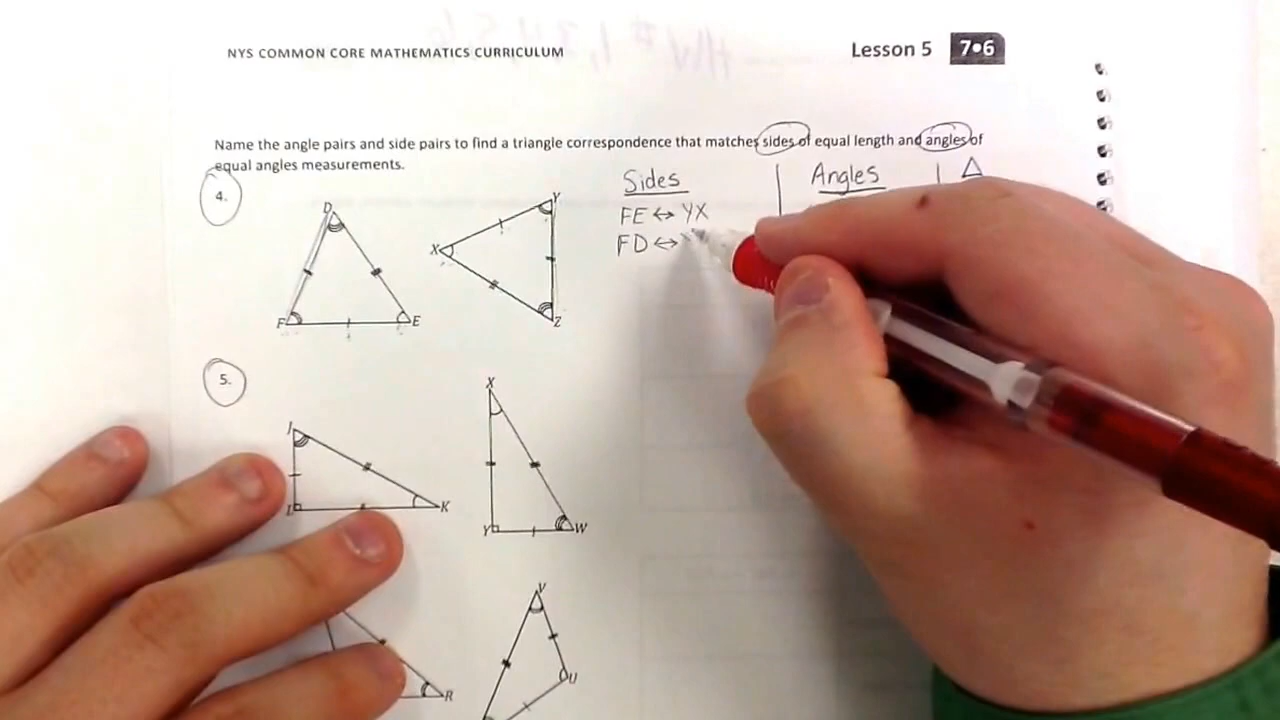 NYS COMMON CORE MATHEMATICS CURRICULUM
Lesson 5 7•6
Name the angle pairs and side pairs to find a triangle correspondence that matches sides of equal length and angles of
equal angles measurements.
Sides Angles △
4.
FE ↔ YX
FD ↔
D
Y
X
F
E
Z
5.
X
J
K
Y
W
V
U
R